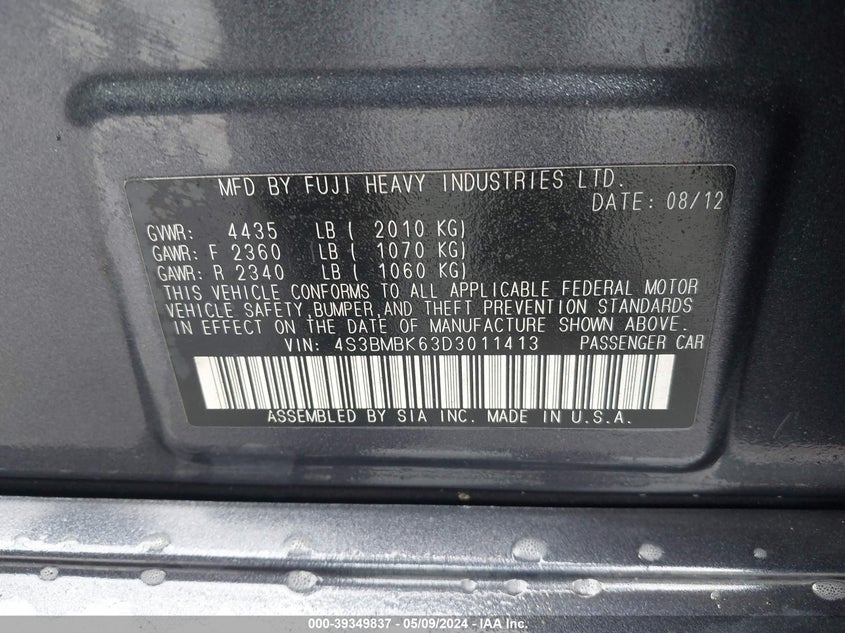 MFD BY FUJI HEAVY INDUSTRIES LTD.
DATE: 08/12
GVWR: 4435 LB ( 2010 KG)
GAWR: F 2360 LB ( 1070 KG)
GAWR: R 2340 LB ( 1060 KG)
THIS VEHICLE CONFORMS TO ALL APPLICABLE FEDERAL MOTOR
VEHICLE SAFETY, BUMPER, AND THEFT PREVENTION STANDARDS
IN EFFECT ON THE DATE OF MANUFACTURE SHOWN ABOVE.
VIN: 4S3BMBK63D3011413 PASSENGER CAR
ASSEMBLED BY SIA INC. MADE IN U.S.A.
000-39349837 - 05/09/2024 - IAA Inc.